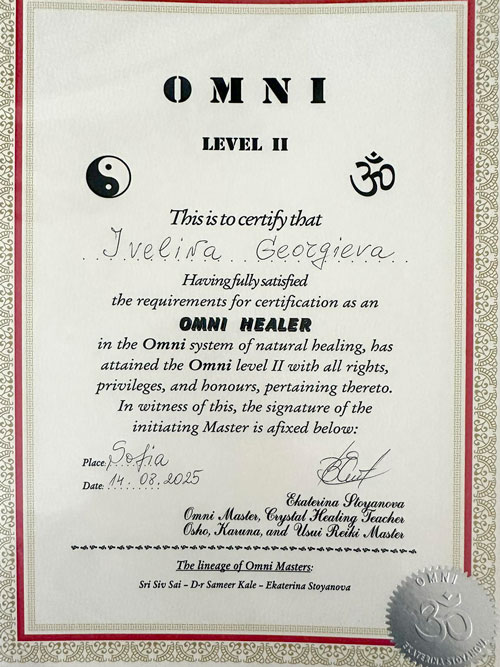 OMNI
LEVEL II
ॐ
This is to certify that
Ivelina Georgieva
Having fully satisfied
the requirements for certification as an
OMNI HEALER
in the Omni system of natural healing, has
attained the Omni level II with all rights,
privileges, and honours, pertaining thereto.
In witness of this, the signature of the
initiating Master is afixed below:
Place: Sofia
Date: 14.08.2025
Ekaterina Stoyanova
Omni Master, Crystal Healing Teacher
Osho, Karuna, and Usui Reiki Master
The lineage of Omni Masters:
Sri Siv Sai – D-r Sameer Kale – Ekaterina Stoyanova
OMNI
ॐ
EKATERINA STOYANOVA